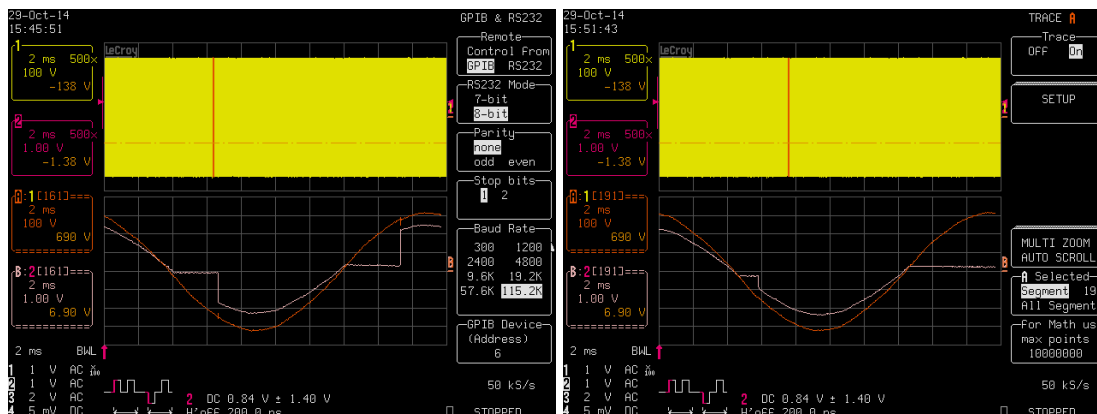 29-Oct-14
15:45:51
GPIB & RS232
LeCroy
1
2 ms 500x
100 V
-138 V
2
2 ms 500x
1.00 V
-1.38 V
A:1[161]===
2 ms
100 V
690 V
B:2[161]===
2 ms
1.00 V
6.90 V
2 ms BWL
1 1 V AC
2 1 V AC
3 2 V AC
4 5 mV DC
2 DC 0.84 V ± 1.40 V
H'oFF 200.0 ns
1
B
Remote
Control From
GPIB RS232
RS232 Mode
7-bit
8-bit
Parity
none
odd even
Stop bits
1 2
Baud Rate
300 1200
2400 4800
9.6K 19.2K
57.6K 115.2K
GPIB Device
(Address)
6
50 kS/s
STOPPED
29-Oct-14
15:51:43
TRACE A
LeCroy
1
2 ms 500x
100 V
-138 V
2
2 ms 500x
1.00 V
-1.38 V
A:1[191]===
2 ms
100 V
690 V
B:2[191]===
2 ms
1.00 V
6.90 V
2 ms BWL
1 1 V AC
2 1 V AC
3 2 V AC
4 5 mV DC
2 DC 0.84 V ± 1.40 V
H'oFF 200.0 ns
1
B
Trace
OFF On
SETUP
MULTI ZOOM
AUTO SCROLL
A Selected
Segment 19
All Segment
For Math us
max points
10000000
50 kS/s
STOPPED